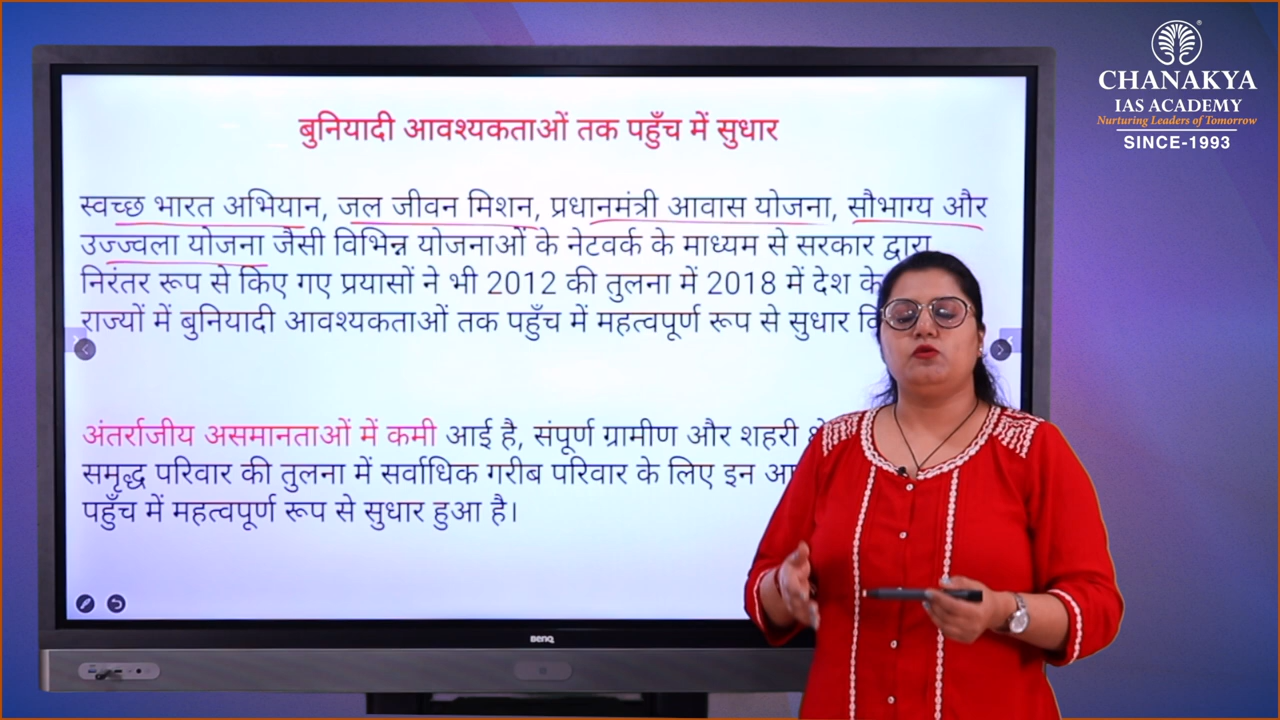 बुनियादी आवश्यकताओं तक पहुँच में सुधार
स्वच्छ भारत अभियान, जल जीवन मिशन, प्रधानमंत्री आवास योजना, सौभाग्य और
उज्ज्वला योजना जैसी विभिन्न योजनाओं के नेटवर्क के माध्यम से सरकार द्वारा
निरंतर रूप से किए गए प्रयासों ने भी 2012 की तुलना में 2018 में देश के
राज्यों में बुनियादी आवश्यकताओं तक पहुँच में महत्वपूर्ण रूप से सुधार
अंतर्राजीय असमानताओं में कमी आई है, संपूर्ण ग्रामीण और शहरी
समृद्ध परिवार की तुलना में सर्वाधिक गरीब परिवार के लिए इन
पहुँच में महत्वपूर्ण रूप से सुधार हुआ है।
BenQ
CHANAKYA
IAS ACADEMY
Nurturing Leaders of Tomorrow
SINCE-1993